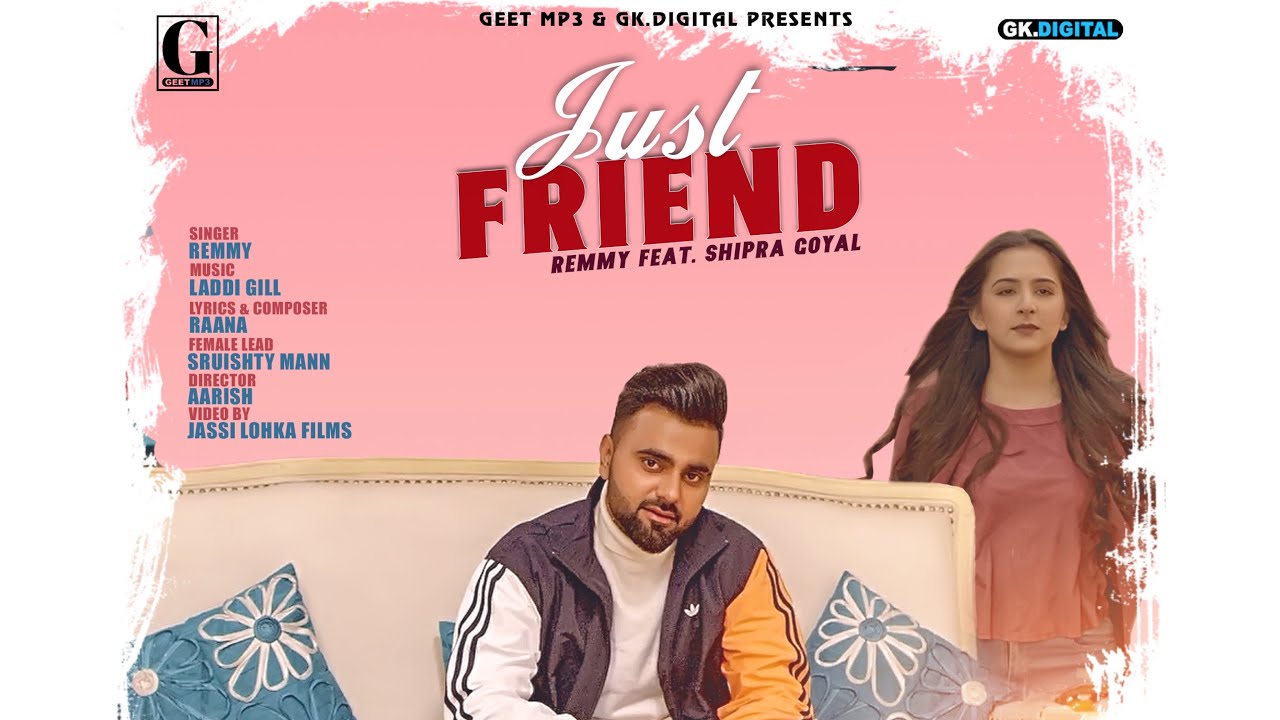 GEET MP3 & GK.DIGITAL PRESENTS
G
GEETMP3
GK.DIGITAL
Just
FRIEND
REMMY FEAT. SHIPRA GOYAL
SINGER
REMMY
MUSIC
LADDI GILL
LYRICS & COMPOSER
RAANA
FEMALE LEAD
SRUISHTY MANN
DIRECTOR
AARISH
VIDEO BY
JASSI LOHKA FILMS